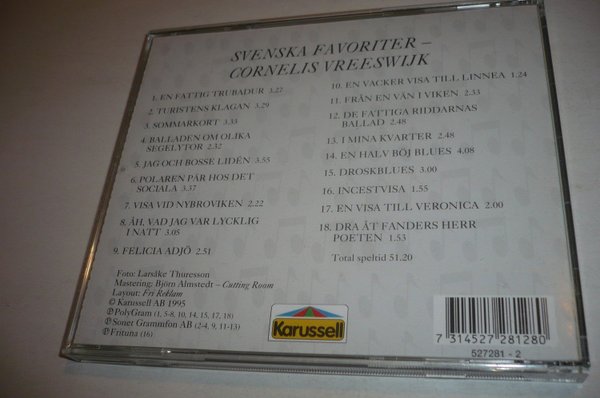 SVENSKA FAVORITER –
CORNELIS VREESWIJK
1. EN FATTIG TRUBADUR 3.27
2. TURISTENS KLAGAN 3.29
3. SOMMARKORT 3.33
4. BALLADEN OM OLIKA
SEGELYTOR 2.32
5. JAG OCH BOSSE LIDEN 3.55
6. POLAREN PÄR HOS DET
SOCIALA 3.37
7. VISA VID NYBROVIKEN 2.22
8. ÅH, VAD JAG VAR LYCKLIG
I NATT 3.05
9. FELICIA ADJÖ 2.51
10. EN VACKER VISA TILL LINNEA 1.24
11. FRÅN EN VÄN I VIKEN 2.33
12. DE FATTIGA RIDDARNAS
BALLAD 2.48
13. I MINA KVARTER 2.48
14. EN HALV BÖJ BLUES 4.08
15. DROSKBLUES 3.00
16. INCESTVISA 1.55
17. EN VISA TILL VERONICA 2.00
18. DRA ÅT FANDERS HERR
POETEN 1.53
Total speltid 51.20
Foto: Larsåke Thuresson
Mastering: Björn Almstedt – Cutting Room
Layout: Fri Reklam
© Karussell AB 1995
℗ PolyGram (1, 5-8, 10, 14, 15, 17, 18)
℗ Sonet Grammfon AB (2-4, 9, 11-13)
℗ Frituna (16)
Karussell
7 314527 281280
527281 - 2